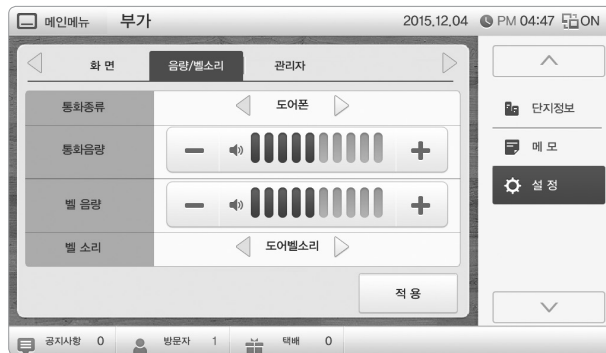 메인메뉴 부가 2015.12.04 PM 04:47 ON
화 면 음량/벨소리 관리자
통화종류 도어폰
통화음량
벨 음량
벨 소리 도어벨소리
적 용
단지정보
메 모
설 정
공지사항 0 방문자 1 택배 0